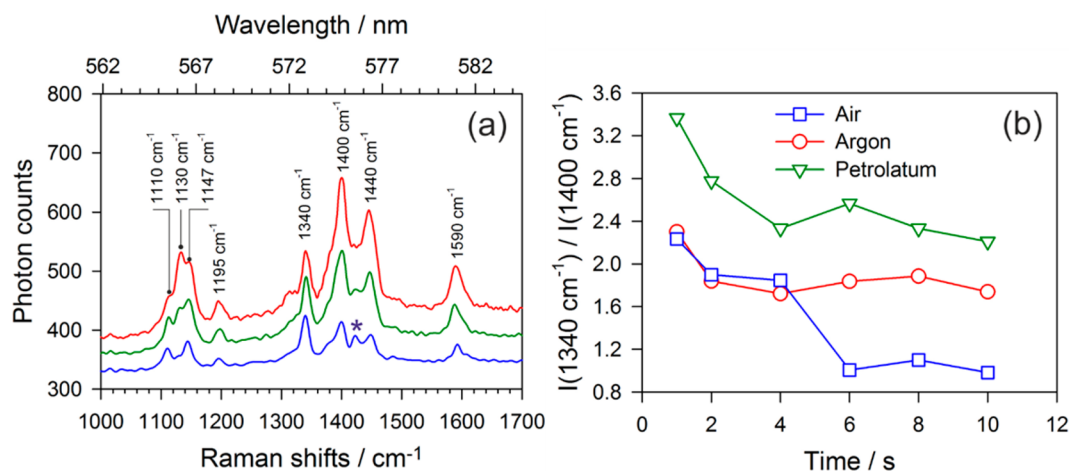 Wavelength / nm
562 567 572 577 582
800
700
600
500
400
300
Photon counts
(a)
1110 cm⁻¹
1130 cm⁻¹
1147 cm⁻¹
1195 cm⁻¹
1340 cm⁻¹
1400 cm⁻¹
1440 cm⁻¹
1590 cm⁻¹
*
1000 1100 1200 1300 1400 1500 1600 1700
Raman shifts / cm⁻¹
I(1340 cm⁻¹) / I(1400 cm⁻¹)
3.6
3.2
2.8
2.4
2.0
1.6
1.2
0.8
Air
Argon
Petrolatum
(b)
0 2 4 6 8 10 12
Time / s